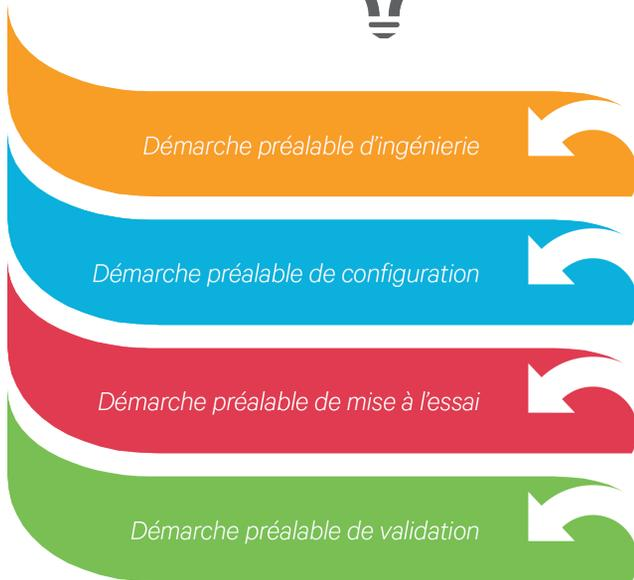 Démarche préalable d’ingénierie
Démarche préalable de configuration
Démarche préalable de mise à l’essai
Démarche préalable de validation